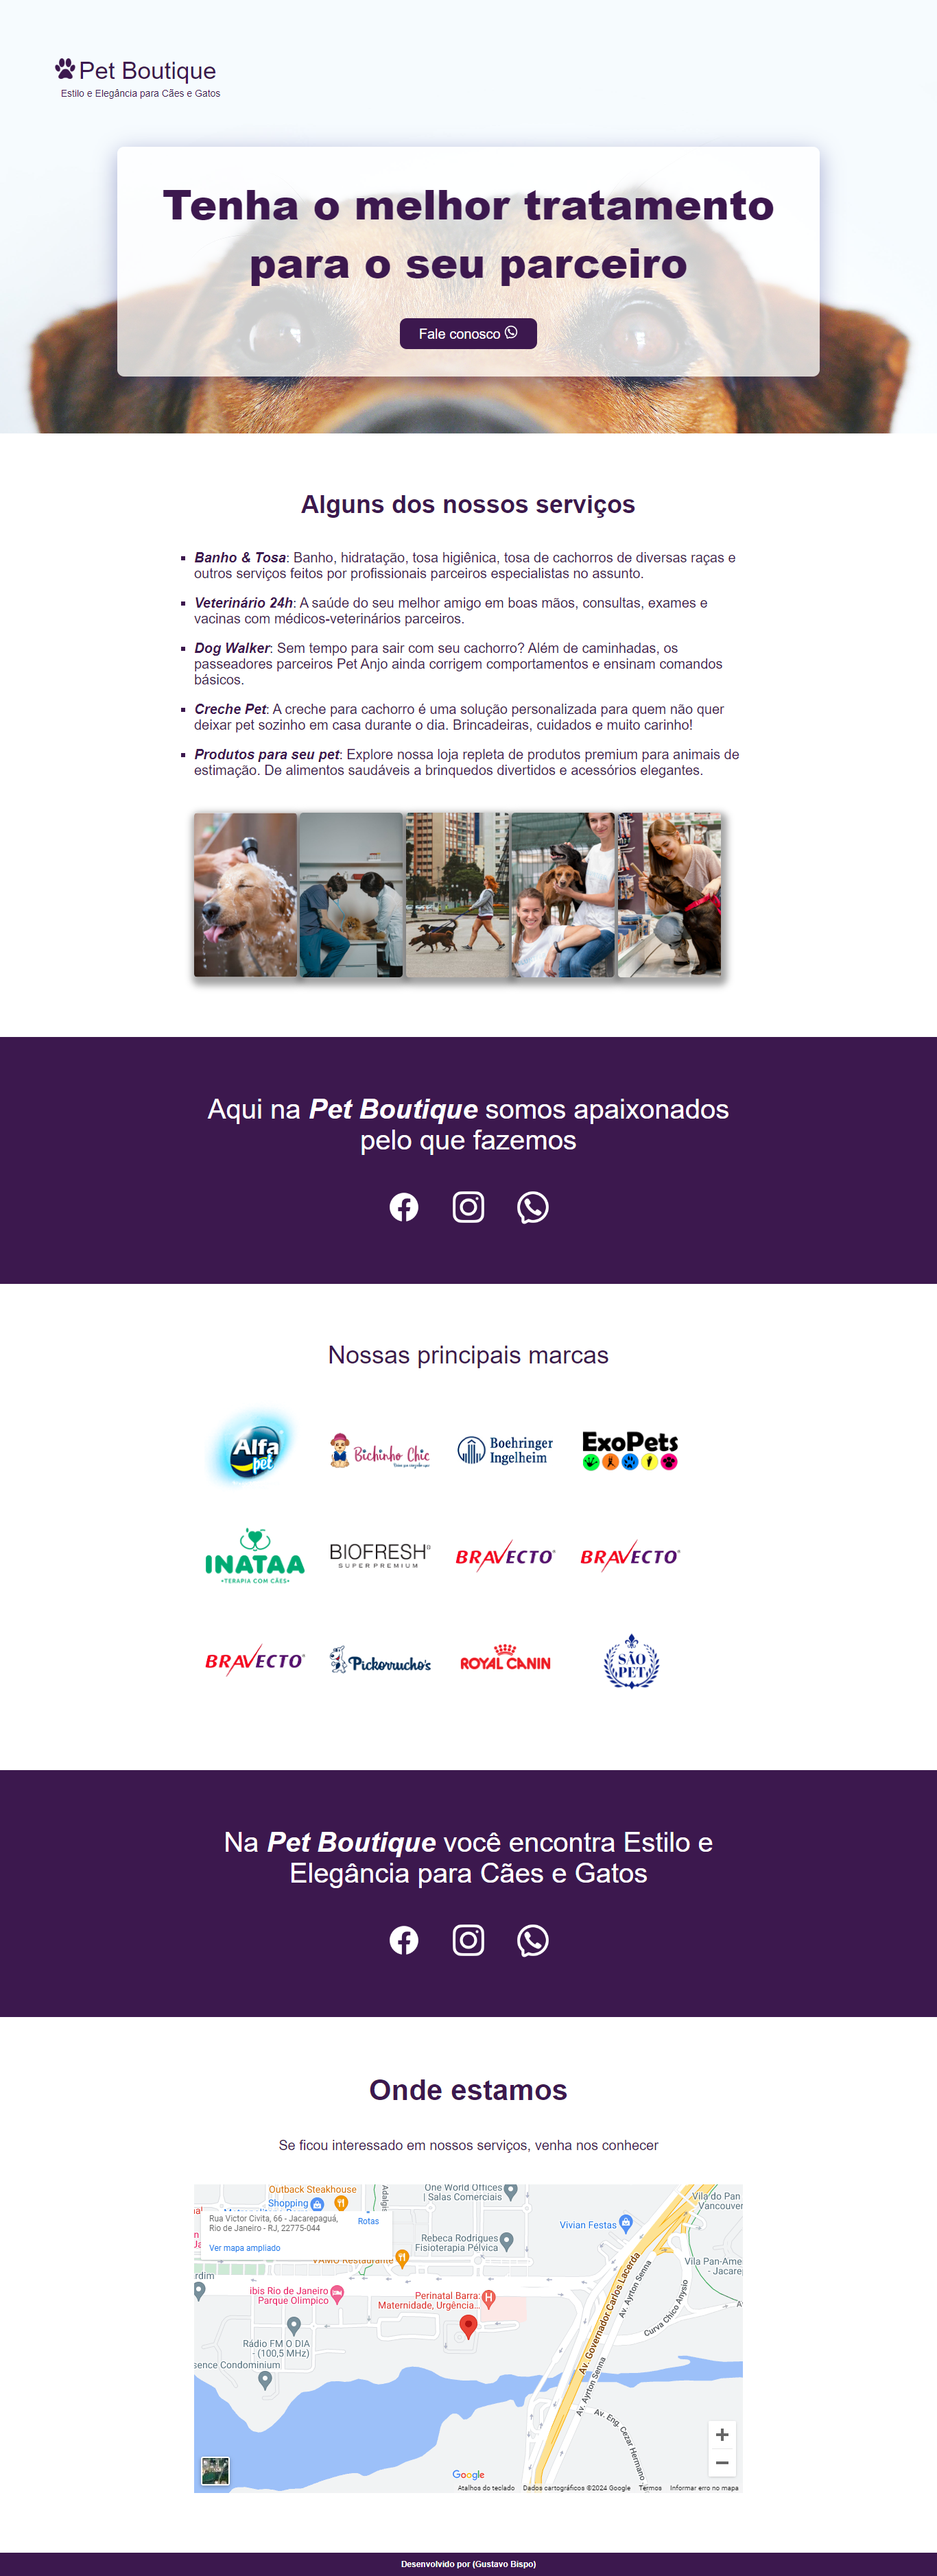 Pet Boutique
Estilo e Elegância para Cães e Gatos
Tenha o melhor tratamento
para o seu parceiro
Fale conosco
Alguns dos nossos serviços
Banho & Tosa: Banho, hidratação, tosa higiênica, tosa de cachorros de diversas raças e
outros serviços feitos por profissionais parceiros especialistas no assunto.
Veterinário 24h: A saúde do seu melhor amigo em boas mãos, consultas, exames e
vacinas com médicos-veterinários parceiros.
Dog Walker: Sem tempo para sair com seu cachorro? Além de caminhadas, os
passeadores parceiros Pet Anjo ainda corrigem comportamentos e ensinam comandos
básicos.
Creche Pet: A creche para cachorro é uma solução personalizada para quem não quer
deixar pet sozinho em casa durante o dia. Brincadeiras, cuidados e muito carinho!
Produtos para seu pet: Explore nossa loja repleta de produtos premium para animais de
estimação. De alimentos saudáveis a brinquedos divertidos e acessórios elegantes.
Aqui na Pet Boutique somos apaixonados
pelo que fazemos
Nossas principais marcas
Alfa
pet
Bichinho Chic
Boehringer
Ingelheim
ExoPets
INATAA
•TERAPIA COM CÃES•
BIOFRESH®
SUPER PREMIUM
BRAVECTO®
BRAVECTO®
BRAVECTO®
Pickorrucho's
ROYAL CANIN
SÃO
PET
Na Pet Boutique você encontra Estilo e
Elegância para Cães e Gatos
Onde estamos
Se ficou interessado em nossos serviços, venha nos conhecer
Outback Steakhouse
Shopping
Adalgis
One World Offices
| Salas Comerciais
Vila do Pan
Vancouver
Rua Victor Civita, 66 - Jacarepaguá,
Rio de Janeiro - RJ, 22775-044
Rotas
Ver mapa ampliado
Vivian Festas
Rebeca Rodrigues
Fisioterapia Pélvica
VAMO Restaurante
Vila Pan-Ame
- Jacarep
rdim
ibis Rio de Janeiro
Parque Olimpico
Perinatal Barra:
Maternidade, Urgência...
Av. Governador Carlos Lacerda
Av. Ayrton Senna
Curva Chico Anysio
Rádio FM O DIA
- (100,5 MHz)
sence Condominium
Av. Ayrton Senna
Av. Eng. Cezar Hermano
Google
Atalhos do teclado
Dados cartográficos ©2024 Google
Termos
Informar erro no mapa
Desenvolvido por (Gustavo Bispo)